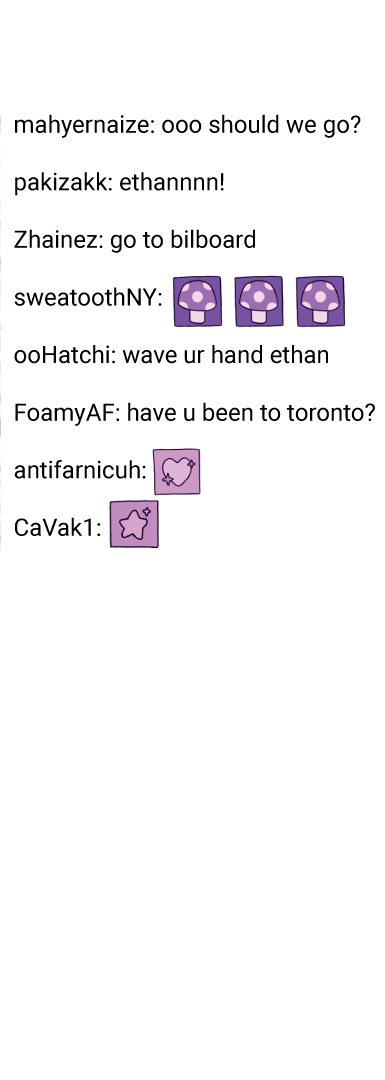 mahyernaize: ooo should we go?
pakizakk: ethannnn!
Zhainez: go to bilboard
sweatoothNY:
ooHatchi: wave ur hand ethan
FoamyAF: have u been to toronto?
antifarnicuh:
CaVak1: